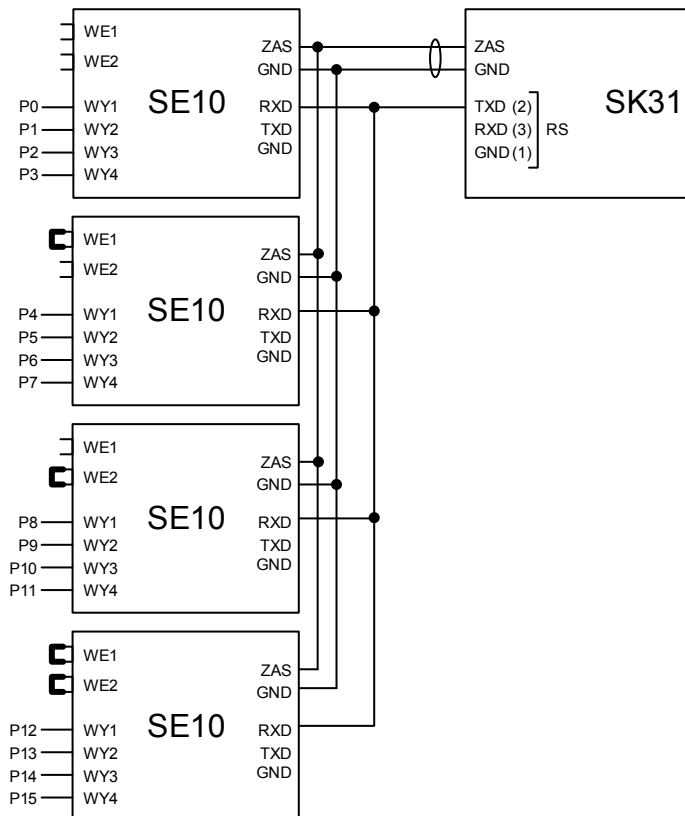 WE1
WE2
P0 WY1
P1 WY2
P2 WY3
P3 WY4
SE10
ZAS
GND
RXD
TXD
GND
ZAS
GND
TXD (2)
RXD (3)
GND (1)
RS
SK31
WE1
WE2
P4 WY1
P5 WY2
P6 WY3
P7 WY4
SE10
ZAS
GND
RXD
TXD
GND
WE1
WE2
P8 WY1
P9 WY2
P10 WY3
P11 WY4
SE10
ZAS
GND
RXD
TXD
GND
WE1
WE2
P12 WY1
P13 WY2
P14 WY3
P15 WY4
SE10
ZAS
GND
RXD
TXD
GND